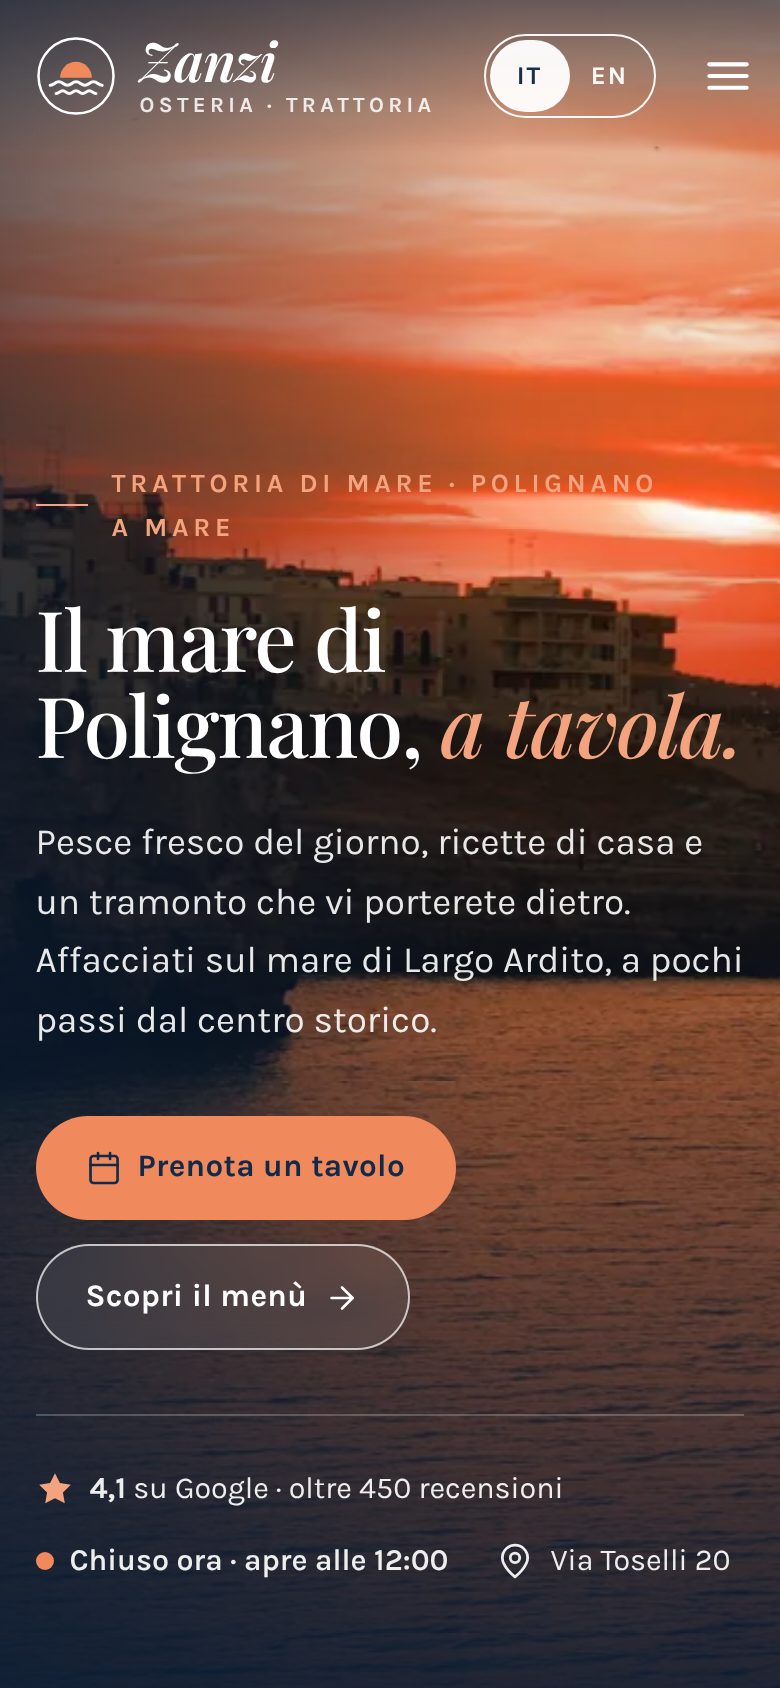 Zanzi
OSTERIA · TRATTORIA
IT EN
TRATTORIA DI MARE · POLIGNANO
A MARE
Il mare di
Polignano, a tavola.
Pesce fresco del giorno, ricette di casa e
un tramonto che vi porterete dietro.
Affacciati sul mare di Largo Ardito, a pochi
passi dal centro storico.
Prenota un tavolo
Scopri il menù →
4,1 su Google · oltre 450 recensioni
Chiuso ora · apre alle 12:00 Via Toselli 20